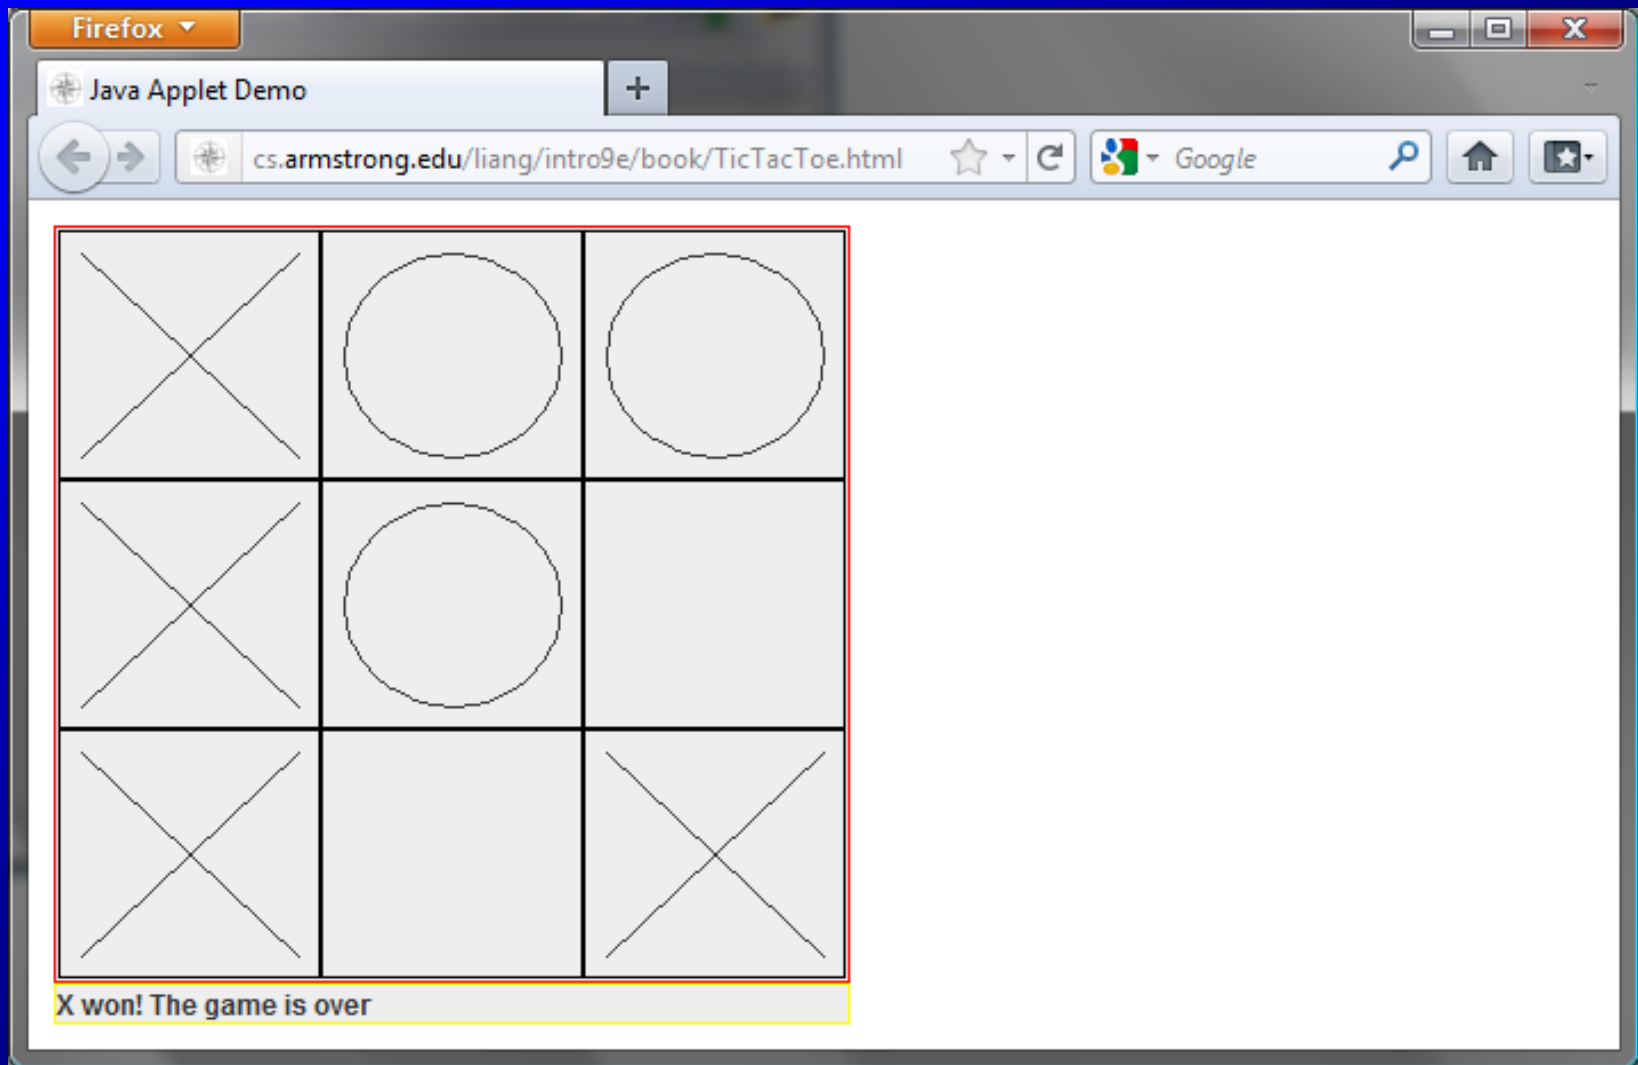 Firefox
Java Applet Demo
cs.armstrong.edu/liang/intro9e/book/TicTacToe.html
Google
X won! The game is over